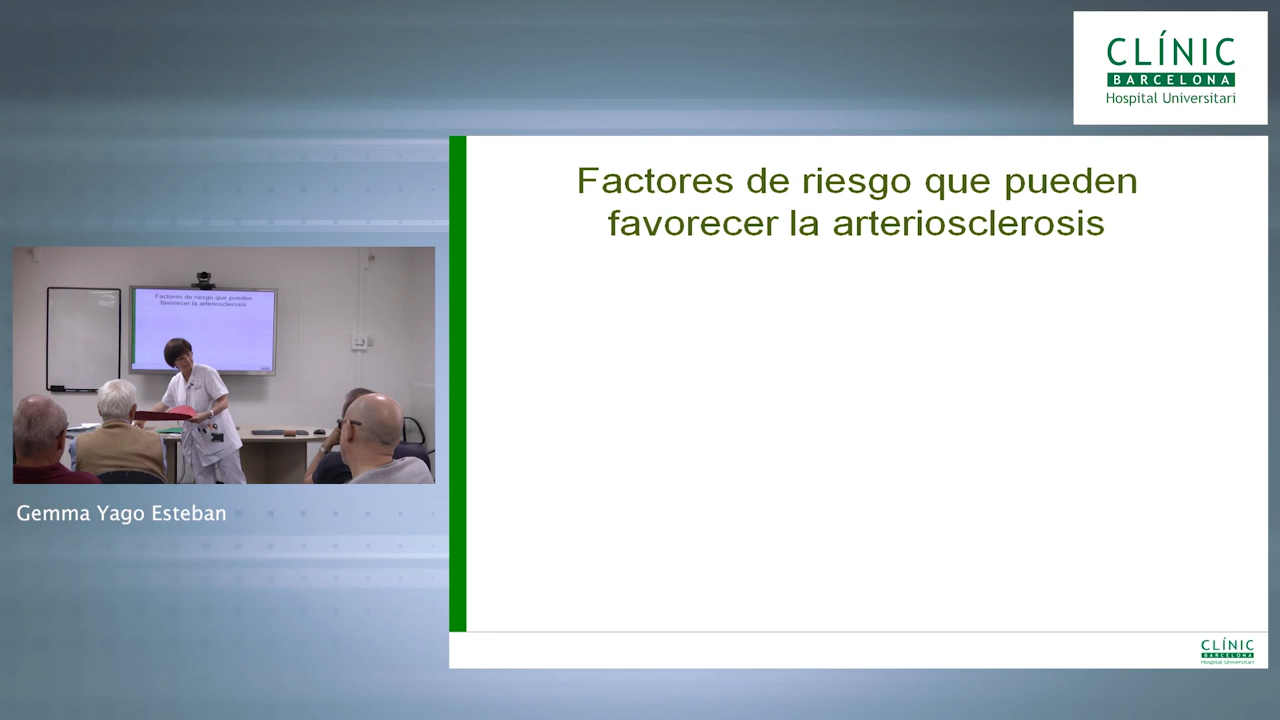 CLÍNIC
BARCELONA
Hospital Universitari
Factores de riesgo que pueden
favorecer la arteriosclerosis
Factores de riesgo que pueden
favorecer la arteriosclerosis
Gemma Yago Esteban
CLÍNIC
BARCELONA
Hospital Universitari